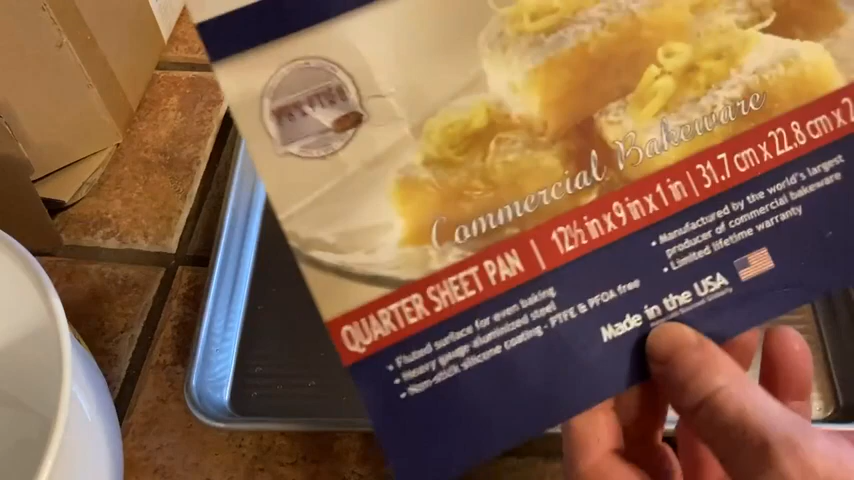 Commercial Bakeware
QUARTER SHEET PAN | 12½ in x 9 in x 1 in | 31.7 cm x 22.8 cm x 2
• Fluted surface for even baking
• Heavy gauge aluminized steel
• Non-stick silicone coating - PTFE & PFOA free
• Manufactured by the world's largest
producer of commercial bakeware
• Limited lifetime warranty
Made in the USA